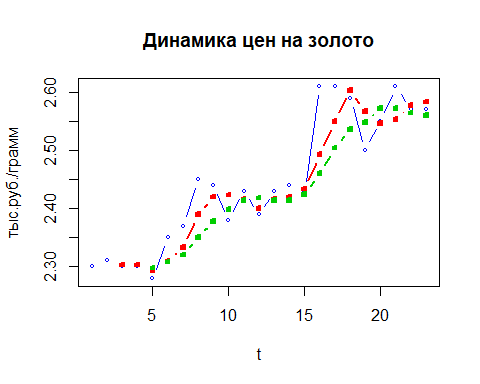 Динамика цен на золото
тыс.руб./грамм
2.60
2.50
2.40
2.30
5 10 15 20
t